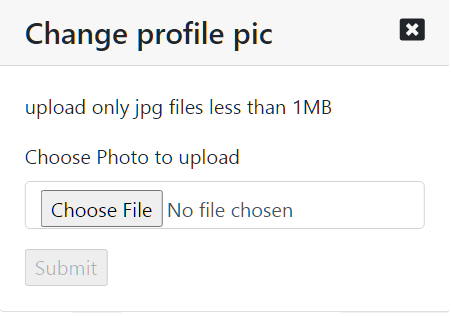 Change profile pic
upload only jpg files less than 1MB
Choose Photo to upload
Choose File No file chosen
Submit